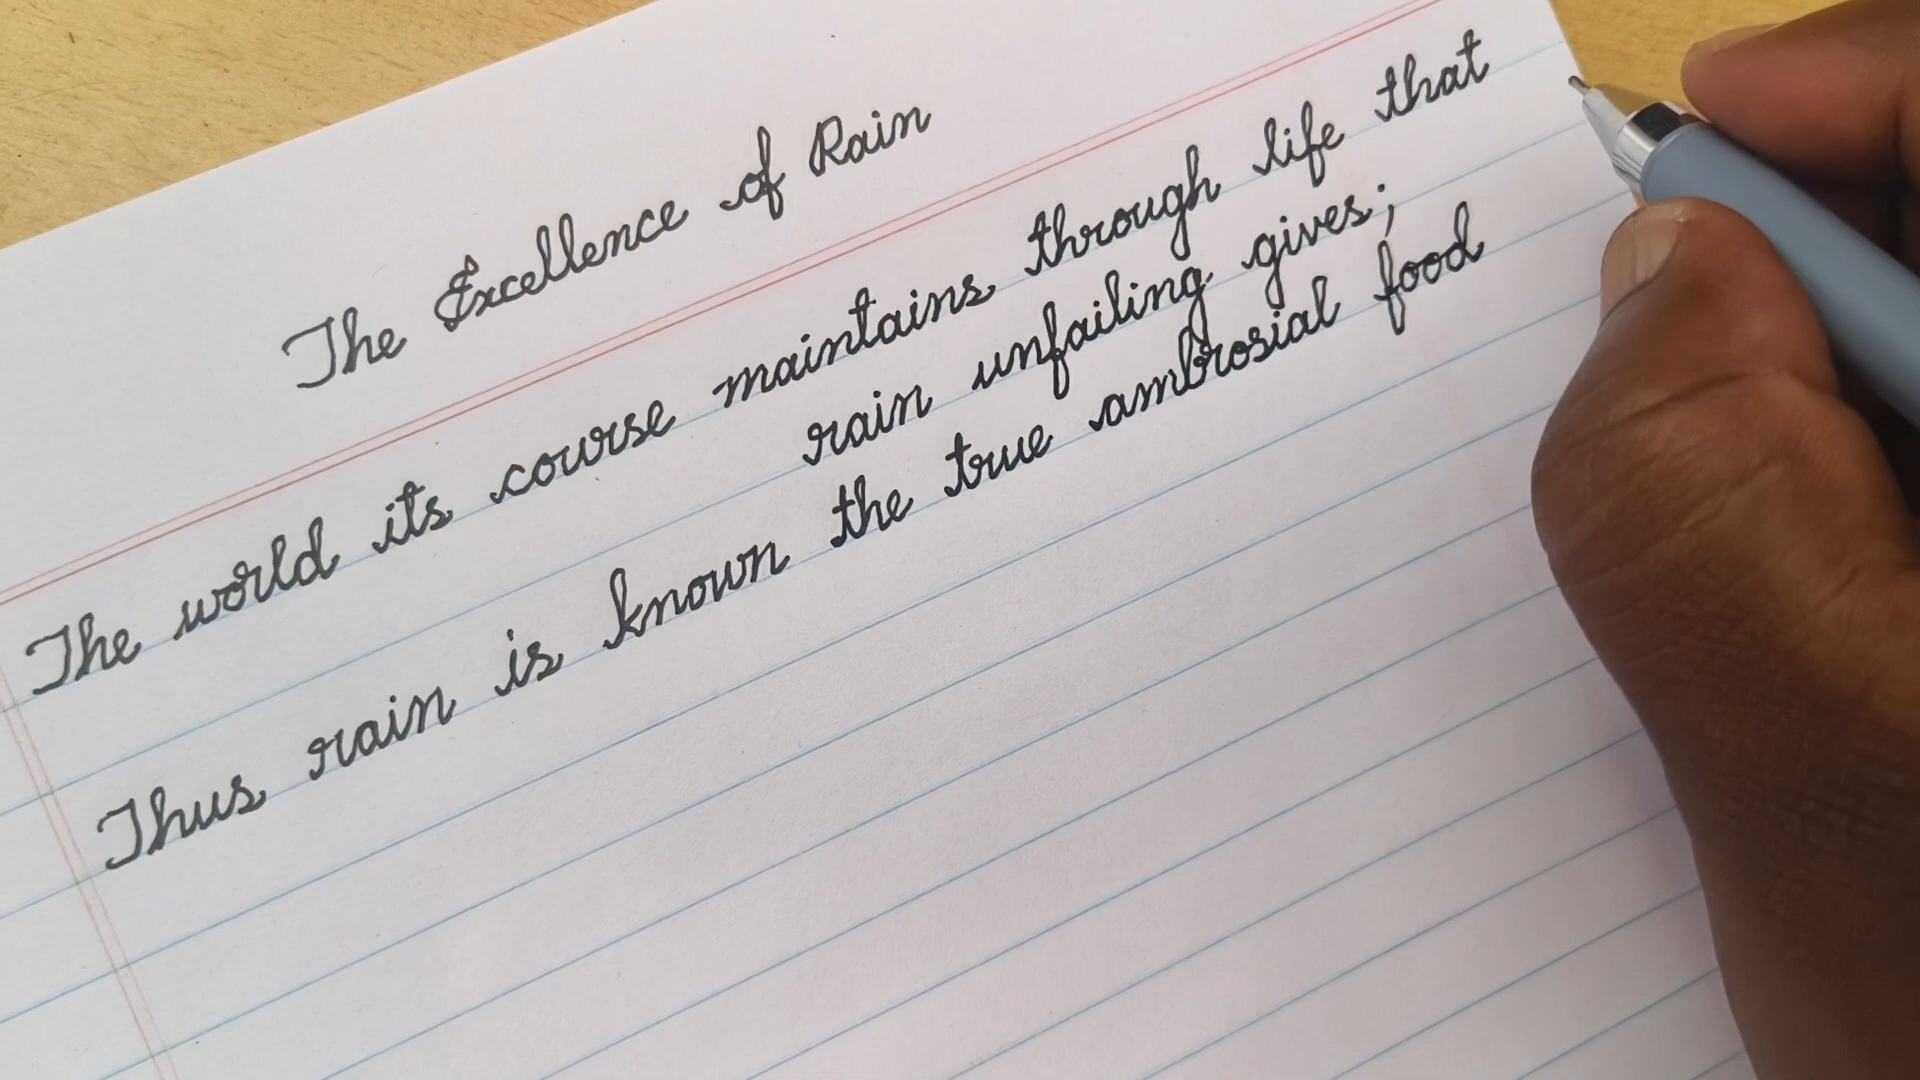 The Excellence of Rain
The world its course maintains through life that
rain unfailing gives;
Thus rain is known the true ambrosial food